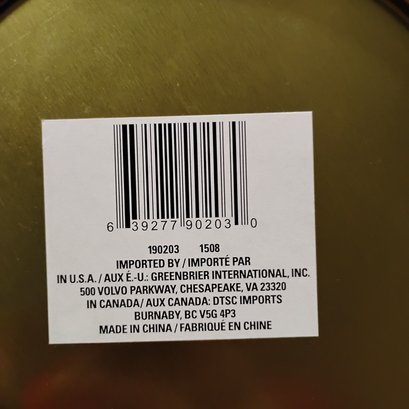 6 39277 90203 0
190203 1508
IMPORTED BY / IMPORTÉ PAR
IN U.S.A. / AUX É.-U.: GREENBRIER INTERNATIONAL, INC.
500 VOLVO PARKWAY, CHESAPEAKE, VA 23320
IN CANADA / AUX CANADA: DTSC IMPORTS
BURNABY, BC V5G 4P3
MADE IN CHINA / FABRIQUÉ EN CHINE